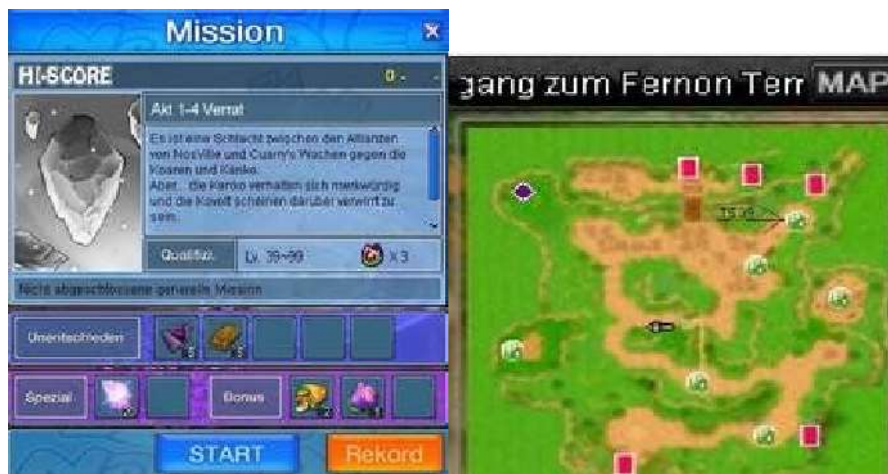 Mission
HI-SCORE
0 - -
Akt 1-4 Verrat
Es ist eine Schlacht zwischen den Allianzen
von NosVille und Cuarry's Wachen gegen die
Koaren und Kenko.
Aber... die Kenko verhalten sich merkwürdig
und die Kovolt scheinen darüber verwirrt zu
sein.
Qualifizi. Lv. 39~99 X 3
Nicht abgeschlossene generelle Mission
Unentschieden
Spezial
Bonus
START
Rekord
gang zum Fernon Tem
MAP